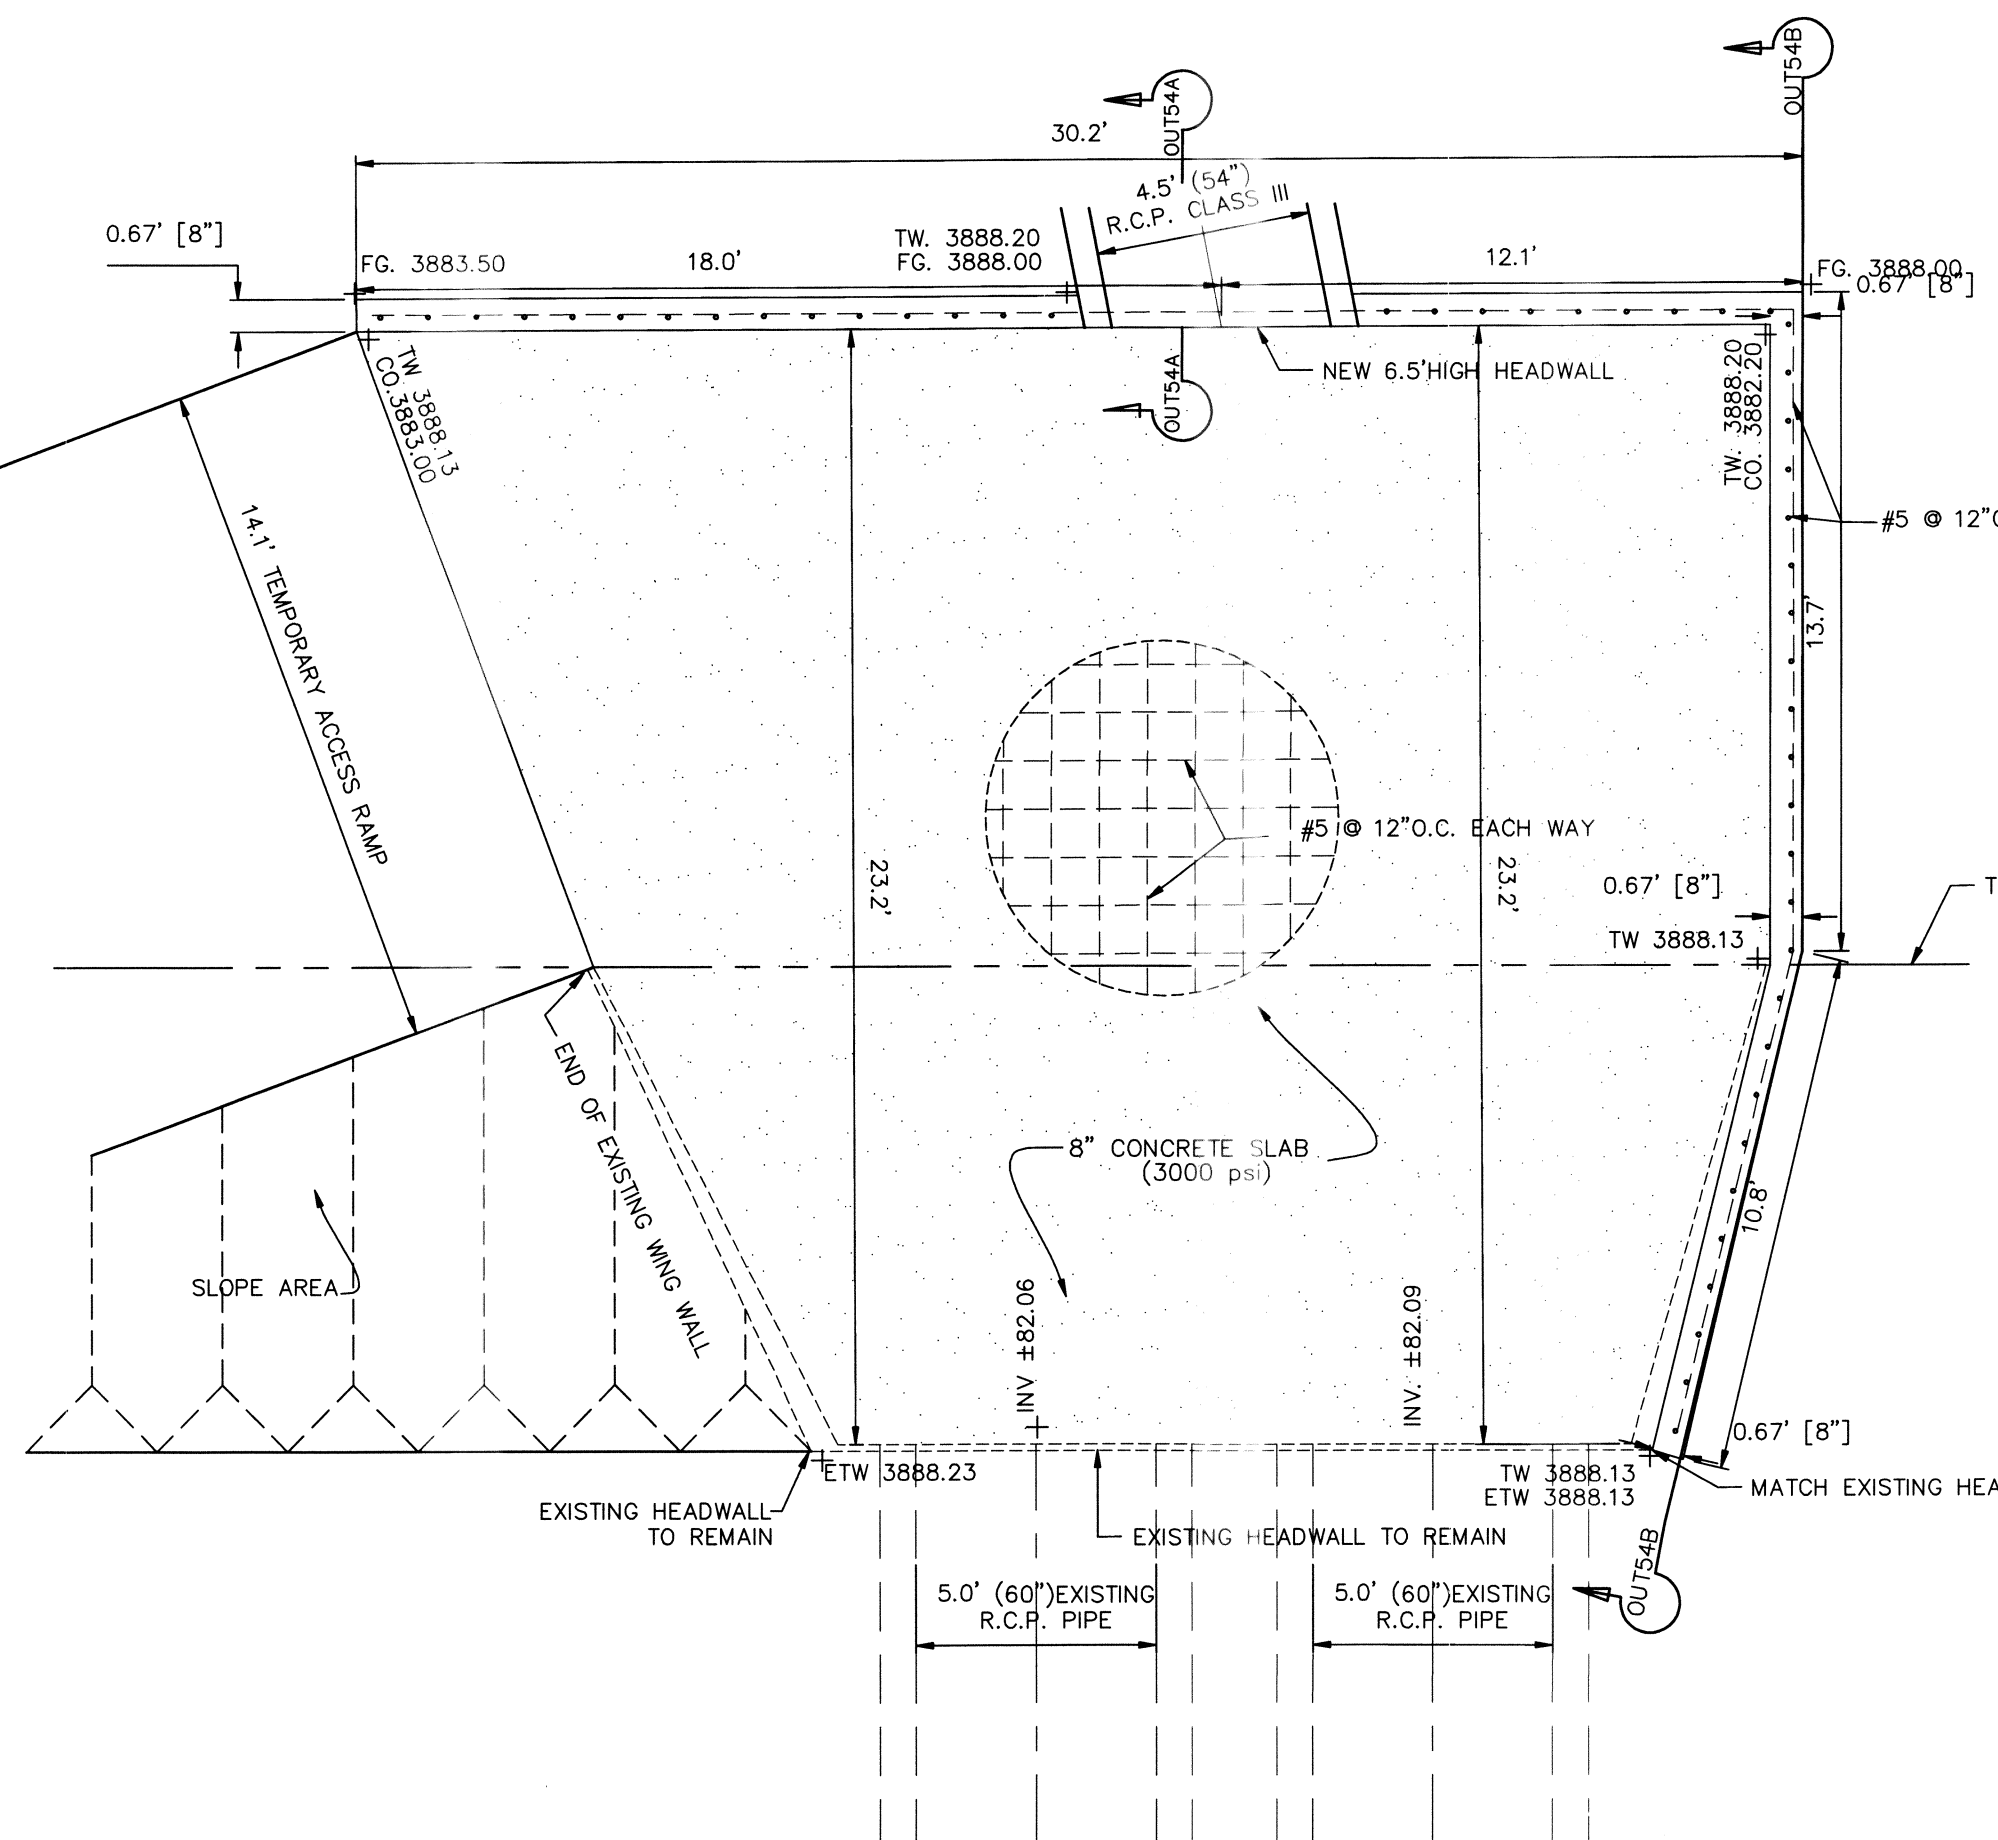 OUT54B
OUT54A
30.2'
4.5' (54")
R.C.P. CLASS III
0.67' [8"]
TW. 3888.20
FG. 3888.00
FG. 3883.50
18.0'
12.1'
FG. 3888.00
0.67' [8"]
NEW 6.5'HIGH HEADWALL
OUT54A
TW 3888.13
CO.3883.00
TW. 3888.20
CO. 3882.20
#5 @ 12"
14.1' TEMPORARY ACCESS RAMP
13.7'
#5 @ 12"O.C. EACH WAY
23.2'
23.2'
0.67' [8"]
T
TW 3888.13
END OF EXISTING WING WALL
8" CONCRETE SLAB
(3000 psi)
10.8'
SLOPE AREA
INV ±82.06
INV. ±82.09
0.67' [8"]
ETW 3888.23
TW 3888.13
ETW 3888.13
MATCH EXISTING HEA
EXISTING HEADWALL
TO REMAIN
EXISTING HEADWALL TO REMAIN
OUT54B
5.0' (60")EXISTING
R.C.P. PIPE
5.0' (60")EXISTING
R.C.P. PIPE